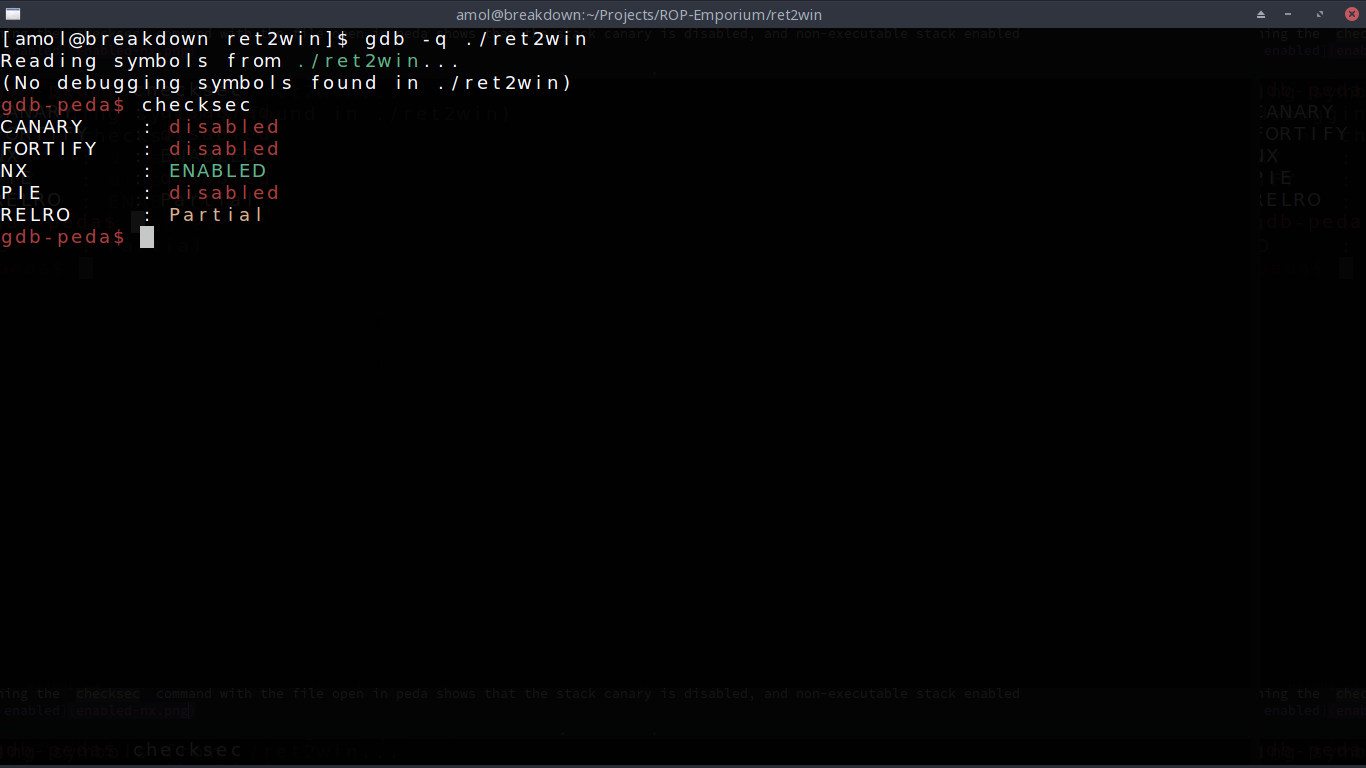 amol@breakdown:~/Projects/ROP-Emporium/ret2win
[amol@breakdown ret2win]$ gdb -q ./ret2win
Reading symbols from ./ret2win...
(No debugging symbols found in ./ret2win)
gdb-peda$ checksec
CANARY : disabled
FORTIFY : disabled
NX : ENABLED
PIE : disabled
RELRO : Partial
gdb-peda$
ning the checksec command with the file open in peda shows that the stack canary is disabled, and non-executable stack enabled
enabled enabled-nx.png
checksec